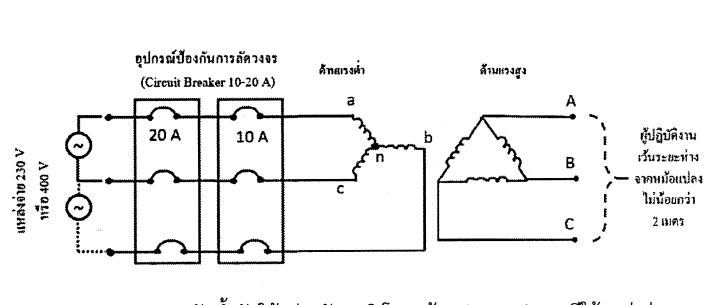 อุปกรณ์ป้องกันการลัดวงจร
(Circuit Breaker 10-20 A)
ด้านแรงต่ำ
ด้านแรงสูง
a
A
20 A
10 A
b
n
c
B
C
แหล่งจ่าย 230 V
หรือ 400 V
~
~
ผู้ปฏิบัติงาน
เว้นระยะห่าง
จากหม้อแปลง
ไม่น้อยกว่า
2 เมตร